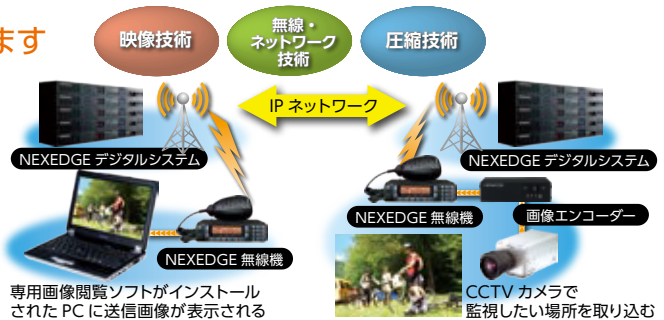 ます
映像技術
無線・
ネットワーク
技術
圧縮技術
IP ネットワーク
NEXEDGE デジタルシステム
NEXEDGE デジタルシステム
NEXEDGE 無線機
画像エンコーダー
NEXEDGE 無線機
専用画像閲覧ソフトがインストール
された PC に送信画像が表示される
CCTV カメラで
監視したい場所を取り込む